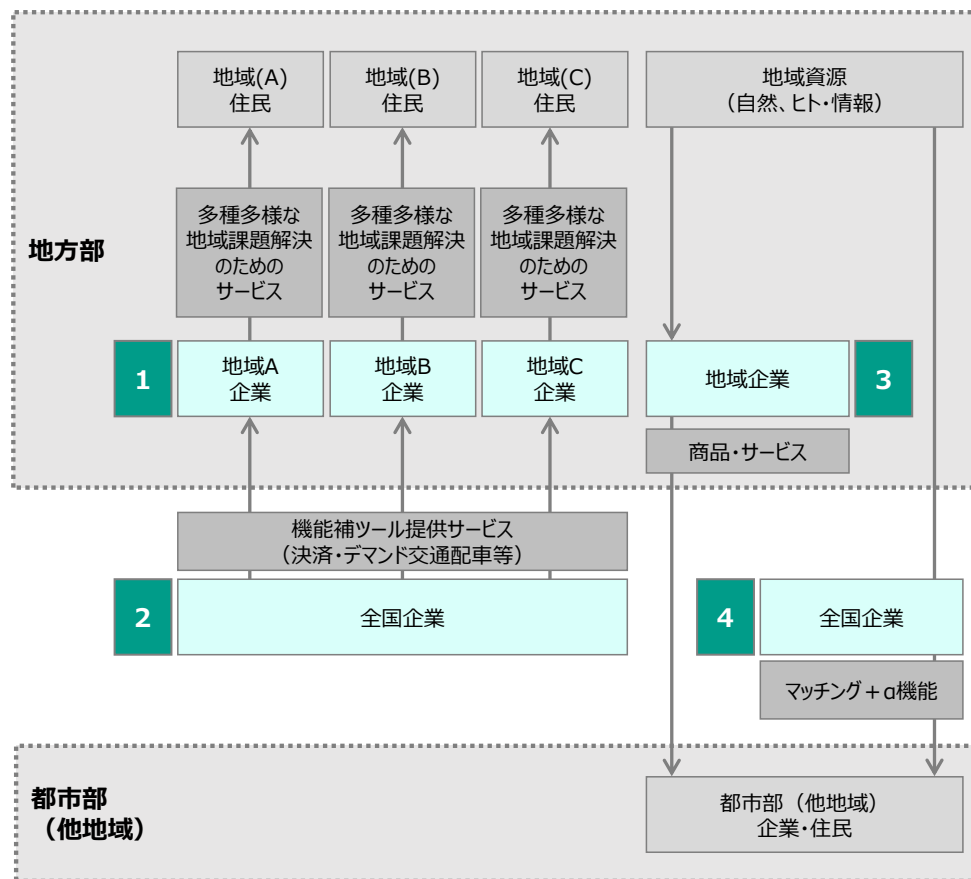 地方部
地域(A)
住民
地域(B)
住民
地域(C)
住民
地域資源
（自然、ヒト・情報）
多種多様な
地域課題解決
のための
サービス
多種多様な
地域課題解決
のための
サービス
多種多様な
地域課題解決
のための
サービス
1
地域A
企業
地域B
企業
地域C
企業
地域企業
3
商品・サービス
機能補ツール提供サービス
（決済・デマンド交通配車等）
2
全国企業
4
全国企業
マッチング＋α機能
都市部
（他地域）
都市部（他地域）
企業・住民